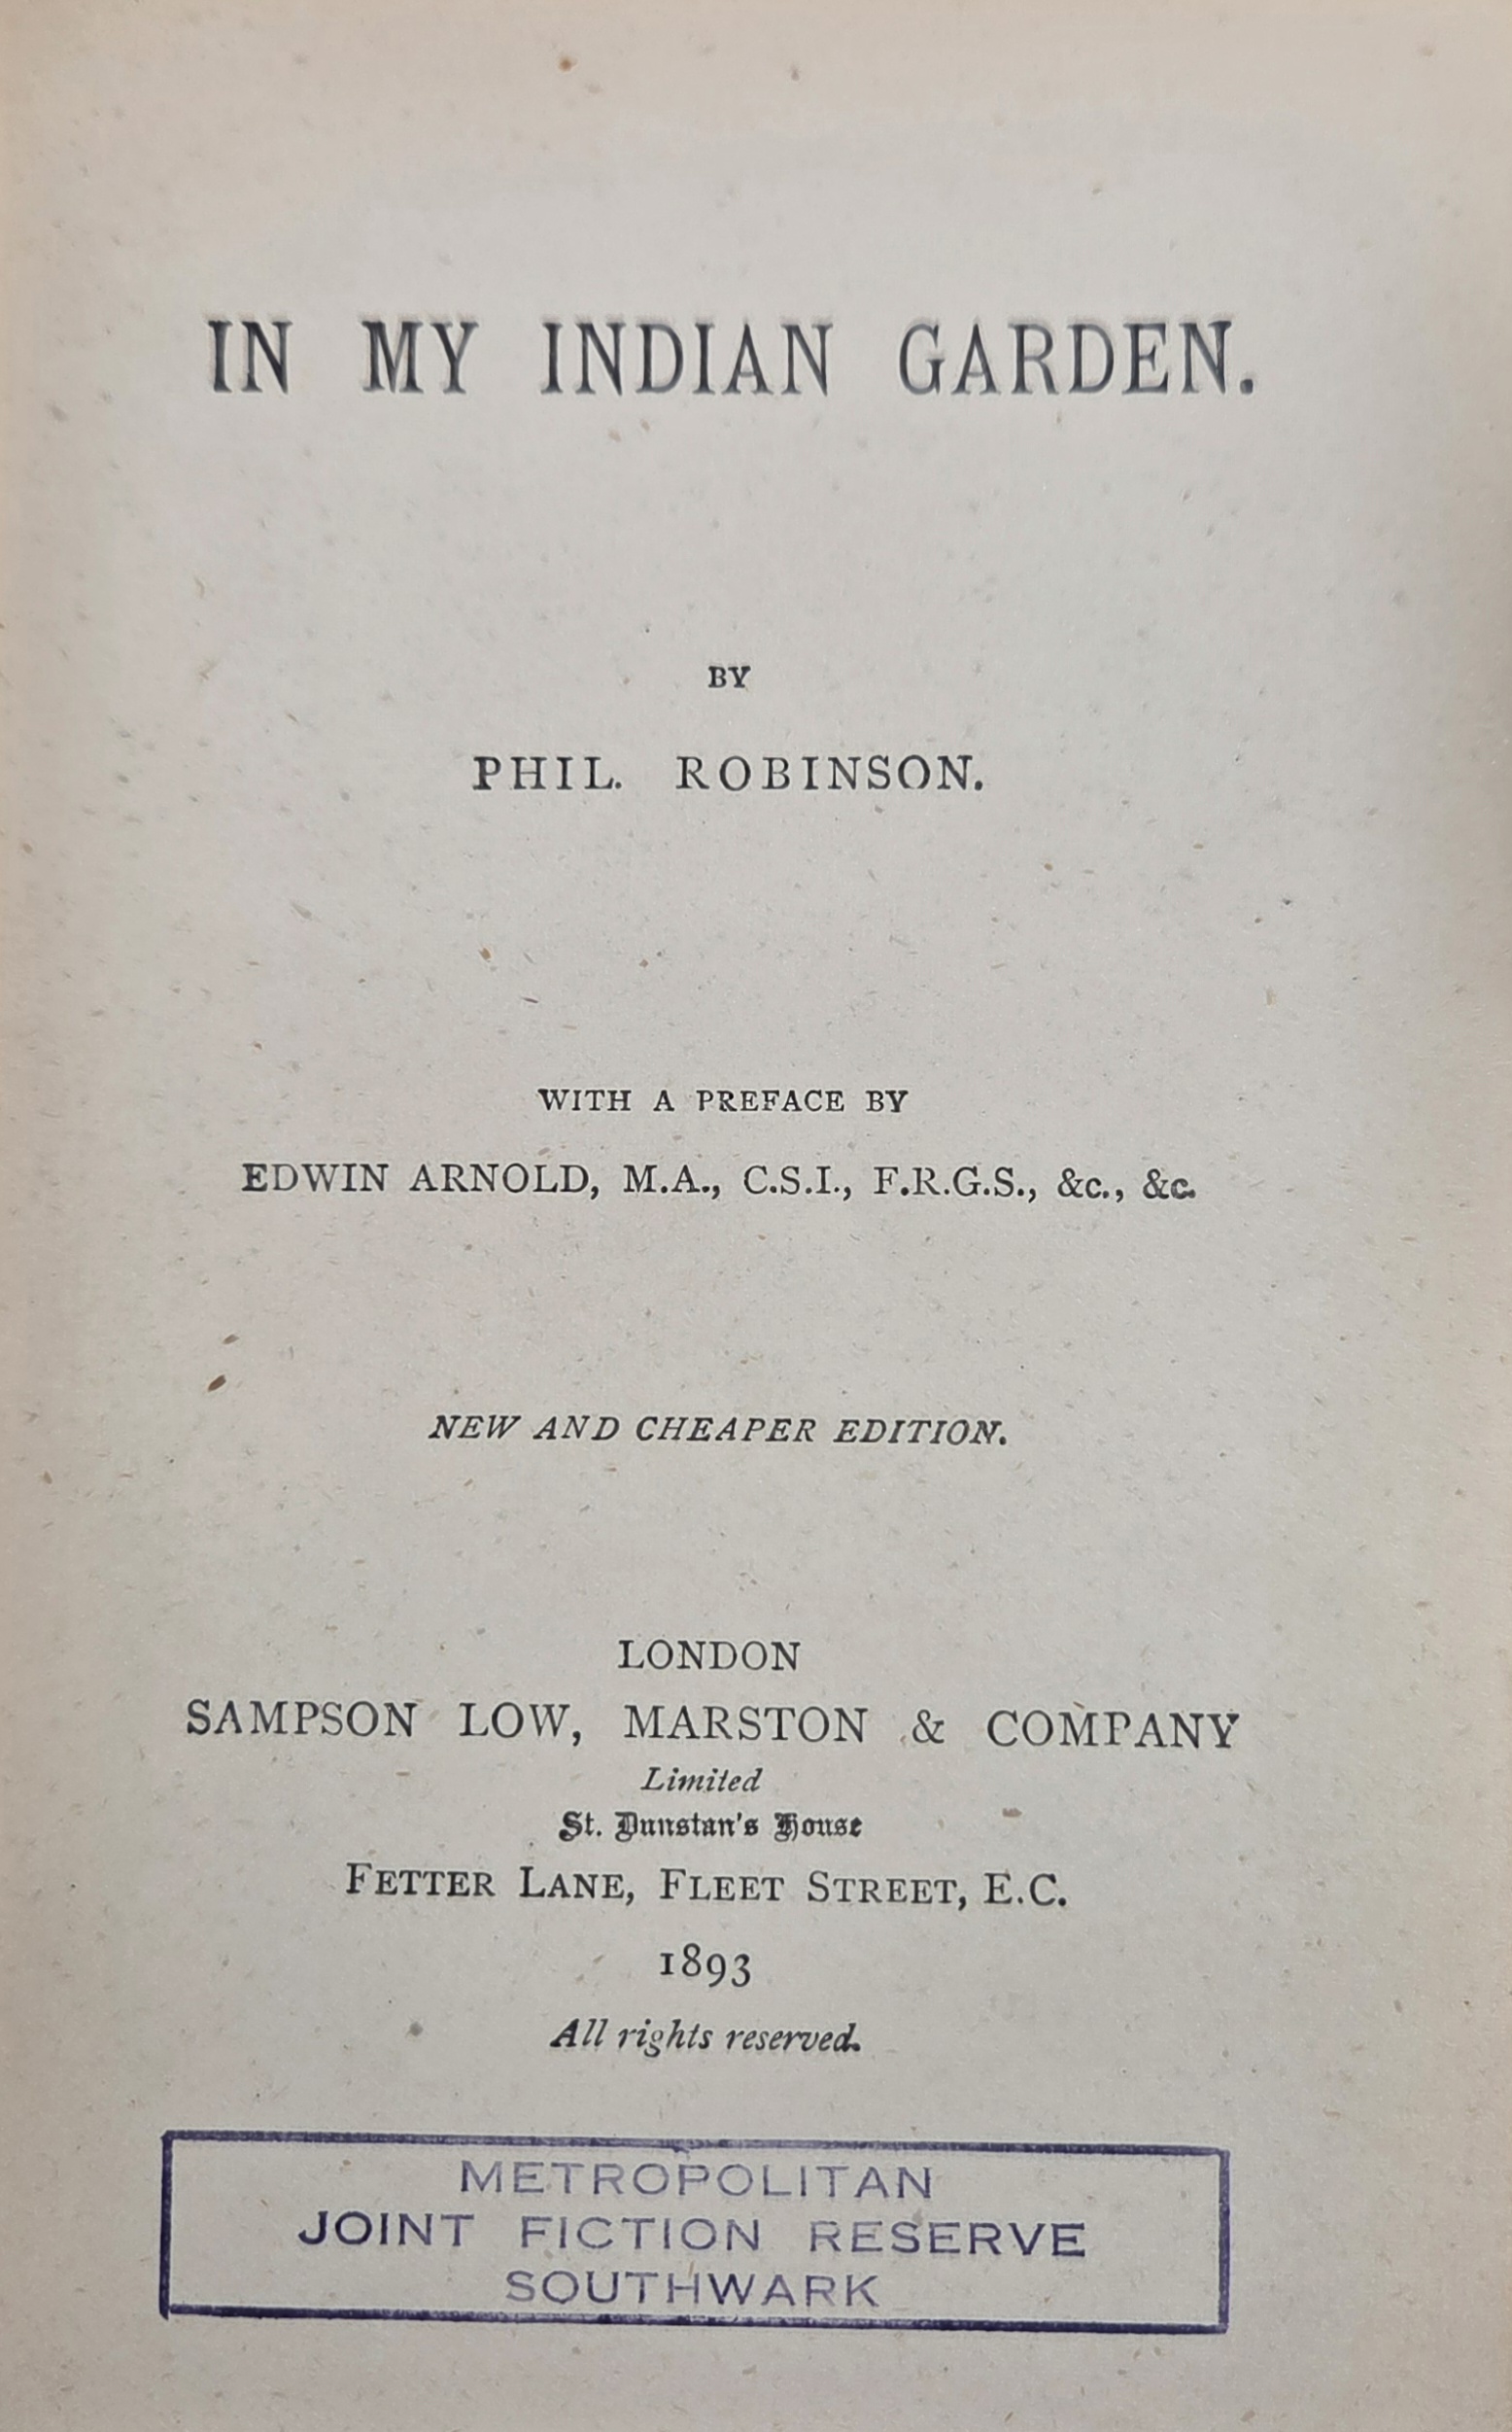 IN MY INDIAN GARDEN.
BY
PHIL. ROBINSON.
WITH A PREFACE BY
EDWIN ARNOLD, M.A., C.S.I., F.R.G.S., &c., &c.
NEW AND CHEAPER EDITION.
LONDON
SAMPSON LOW, MARSTON & COMPANY
Limited
St. Dunstan's House
FETTER LANE, FLEET STREET, E.C.
1893
All rights reserved.
METROPOLITAN
JOINT FICTION RESERVE
SOUTHWARK